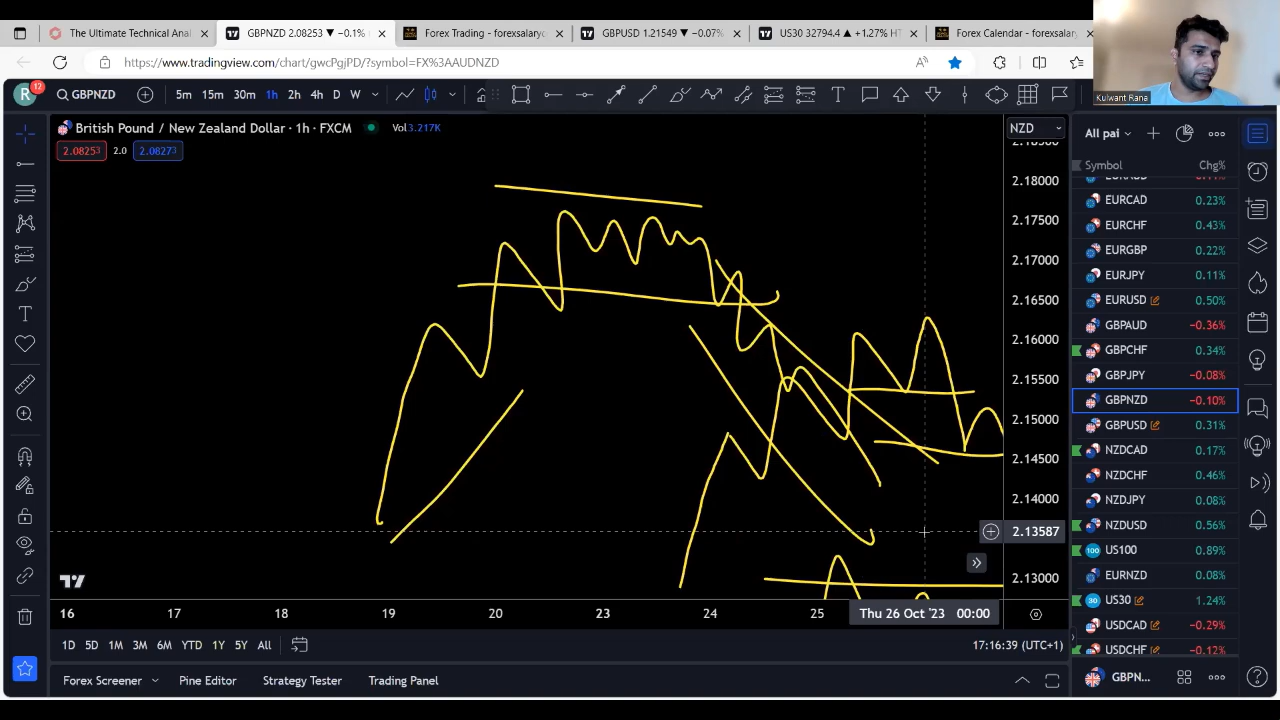 The Ultimate Technical Anal
GBPNZD 2.08253 ▼ −0.1%
Forex Trading - forexsalaryc
GBPUSD 1.21549 ▼ −0.07%
US30 32794.4 ▲ +1.27% HT
Forex Calendar - forexsalary
https://www.tradingview.com/chart/gwcPgjPD/?symbol=FX%3AAUDNZD
Kulwant Rana
R 12 GBPNZD 5m 15m 30m 1h 2h 4h D W T
British Pound / New Zealand Dollar · 1h · FXCM Vol 3.217K
2.08253 2.0 2.08273
NZD
2.18000
2.17500
2.17000
2.16500
2.16000
2.15500
2.15000
2.14500
2.14000
2.13587
2.13000
All pai
Symbol Chg%
EURCAD 0.23%
EURCHF 0.43%
EURGBP 0.22%
EURJPY 0.11%
EURUSD 0.50%
GBPAUD −0.36%
GBPCHF 0.34%
GBPJPY −0.08%
GBPNZD −0.10%
GBPUSD 0.31%
NZDCAD 0.17%
NZDCHF 0.46%
NZDJPY 0.08%
NZDUSD 0.56%
US100 0.89%
EURNZD 0.08%
US30 1.24%
USDCAD −0.29%
USDCHF −0.12%
GBPN...
16 17 18 19 20 23 24 25 Thu 26 Oct '23 00:00
1D 5D 1M 3M 6M YTD 1Y 5Y All 17:16:39 (UTC+1)
Forex Screener Pine Editor Strategy Tester Trading Panel